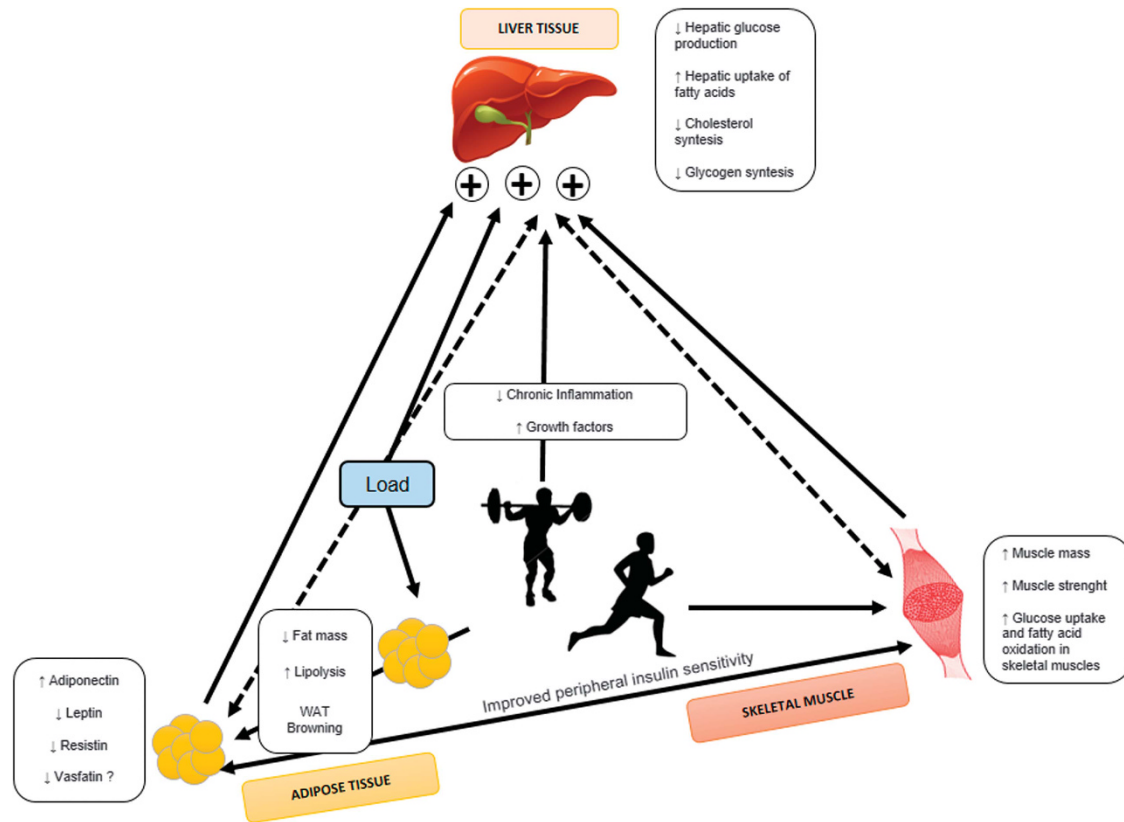 LIVER TISSUE
↓ Hepatic glucose
production
↑ Hepatic uptake of
fatty acids
↓ Cholesterol
syntesis
↓ Glycogen syntesis
↓ Chronic Inflammation
↑ Growth factors
Load
↓ Fat mass
↑ Lipolysis
WAT
Browning
↑ Adiponectin
↓ Leptin
↓ Resistin
↓ Vasfatin ?
↑ Muscle mass
↑ Muscle strenght
↑ Glucose uptake
and fatty acid
oxidation in
skeletal muscles
Improved peripheral insulin sensitivity
SKELETAL MUSCLE
ADIPOSE TISSUE